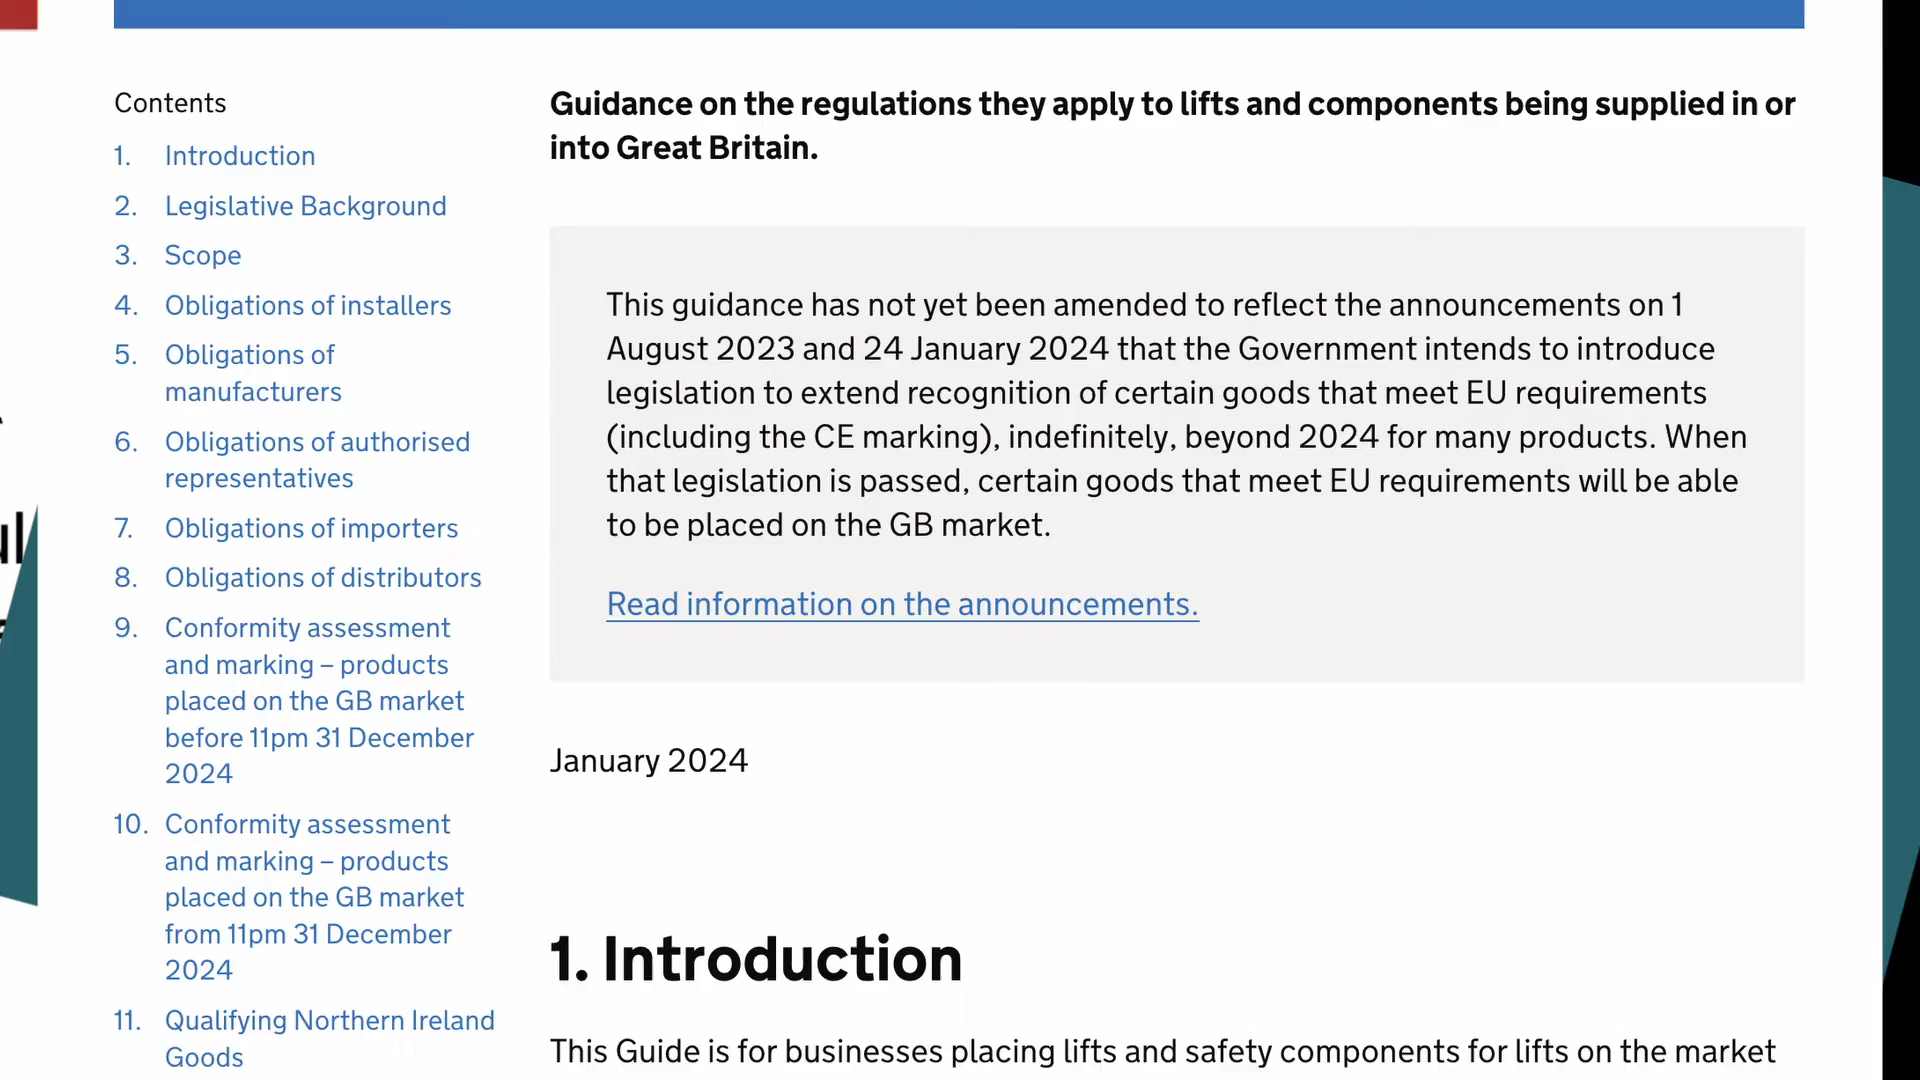 Contents
1. Introduction
2. Legislative Background
3. Scope
4. Obligations of installers
5. Obligations of
manufacturers
6. Obligations of authorised
representatives
7. Obligations of importers
8. Obligations of distributors
9. Conformity assessment
and marking – products
placed on the GB market
before 11pm 31 December
2024
10. Conformity assessment
and marking – products
placed on the GB market
from 11pm 31 December
2024
11. Qualifying Northern Ireland
Goods
Guidance on the regulations they apply to lifts and components being supplied in or
into Great Britain.
This guidance has not yet been amended to reflect the announcements on 1
August 2023 and 24 January 2024 that the Government intends to introduce
legislation to extend recognition of certain goods that meet EU requirements
(including the CE marking), indefinitely, beyond 2024 for many products. When
that legislation is passed, certain goods that meet EU requirements will be able
to be placed on the GB market.
Read information on the announcements.
January 2024
1. Introduction
This Guide is for businesses placing lifts and safety components for lifts on the market